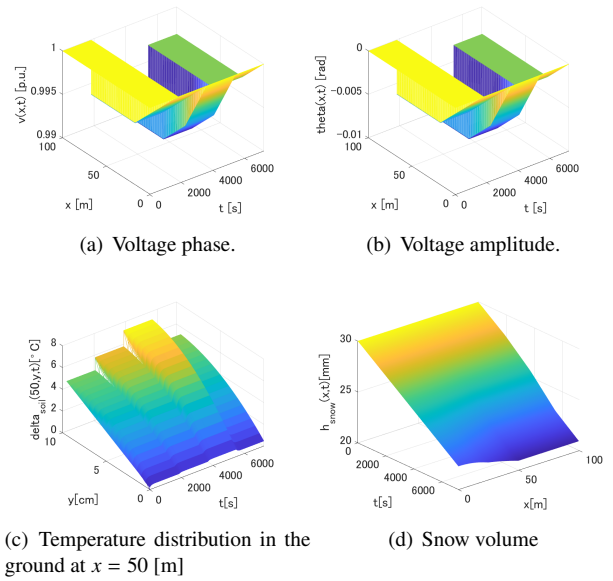 1
0.995
0.99
100
50
0
v(x,t) [p.u.]
x [m]
0
2000
4000
6000
t [s]
(a) Voltage phase.
0
-0.005
-0.01
100
50
0
theta(x,t) [rad]
x [m]
0
2000
4000
6000
t [s]
(b) Voltage amplitude.
8
6
4
2
0
10
5
0
delta_soil(50,y,t)[°C]
y[cm]
0
2000
4000
6000
t[s]
(c) Temperature distribution in the
ground at x = 50 [m]
30
25
20
h_snow(x,t)[mm]
0
2000
4000
6000
t[s]
0
50
100
x[m]
(d) Snow volume